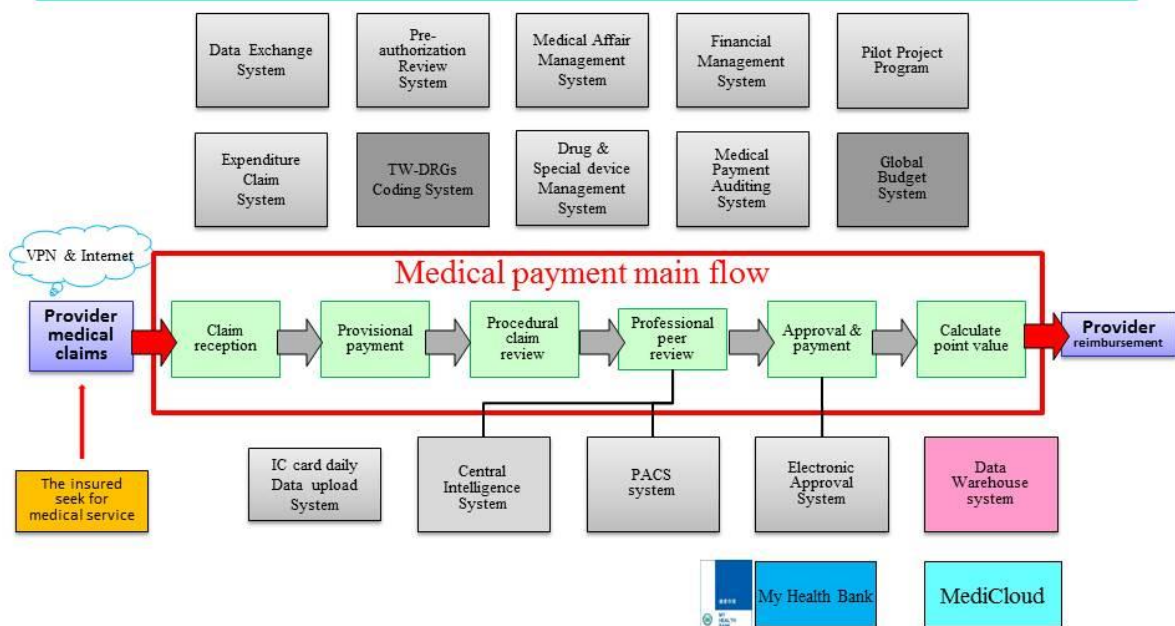 Data Exchange
System
Pre-
authorization
Review
System
Medical Affair
Management
System
Financial
Management
System
Pilot Project
Program
Expenditure
Claim
System
TW-DRGs
Coding System
Drug &
Special device
Management
System
Medical
Payment
Auditing
System
Global
Budget
System
VPN & Internet
Medical payment main flow
Provider
medical
claims
Claim
reception
Provisional
payment
Procedural
claim
review
Professional
peer
review
Approval &
payment
Calculate
point value
Provider
reimbursement
The insured
seek for
medical service
IC card daily
Data upload
System
Central
Intelligence
System
PACS
system
Electronic
Approval
System
Data
Warehouse
system
MY
HEALTH
BANK
My Health Bank
MediCloud